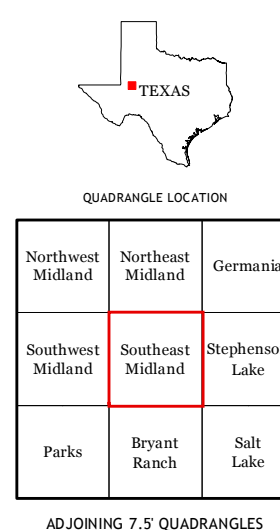 TEXAS
QUADRANGLE LOCATION
Northwest
Midland
Northeast
Midland
Germania
Southwest
Midland
Southeast
Midland
Stephenso
Lake
Parks
Bryant
Ranch
Salt
Lake
ADJOINING 7.5' QUADRANGLES